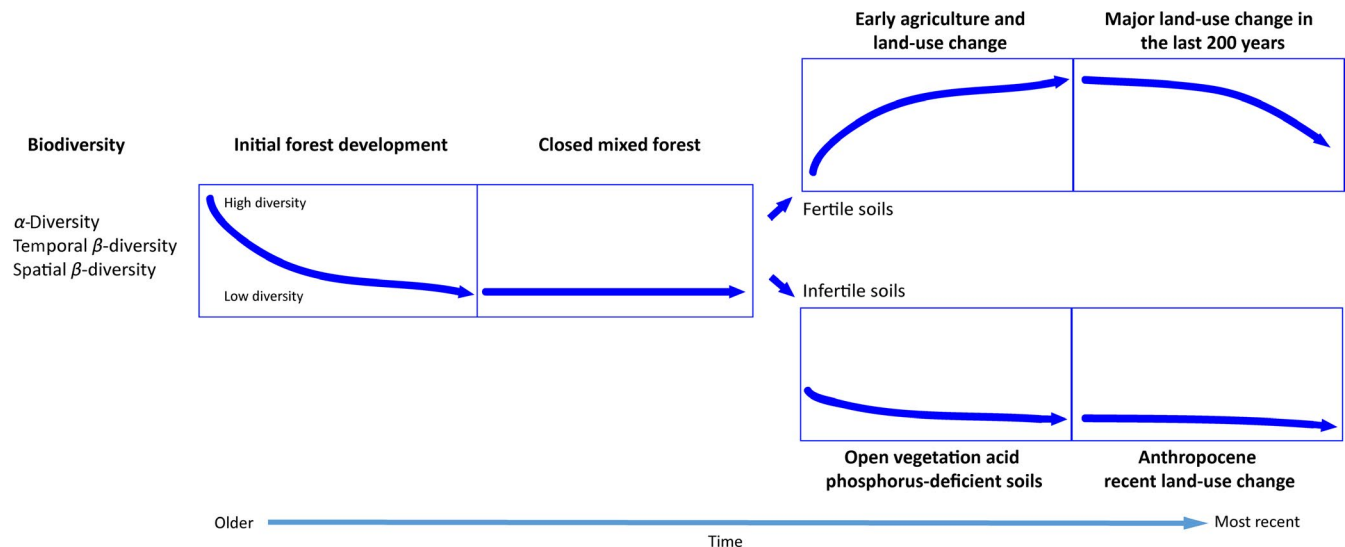 Early agriculture and
land-use change
Major land-use change in
the last 200 years
Biodiversity
Initial forest development
Closed mixed forest
High diversity
α-Diversity
Temporal β-diversity
Spatial β-diversity
Low diversity
Fertile soils
Infertile soils
Open vegetation acid
phosphorus-deficient soils
Anthropocene
recent land-use change
Older
Most recent
Time